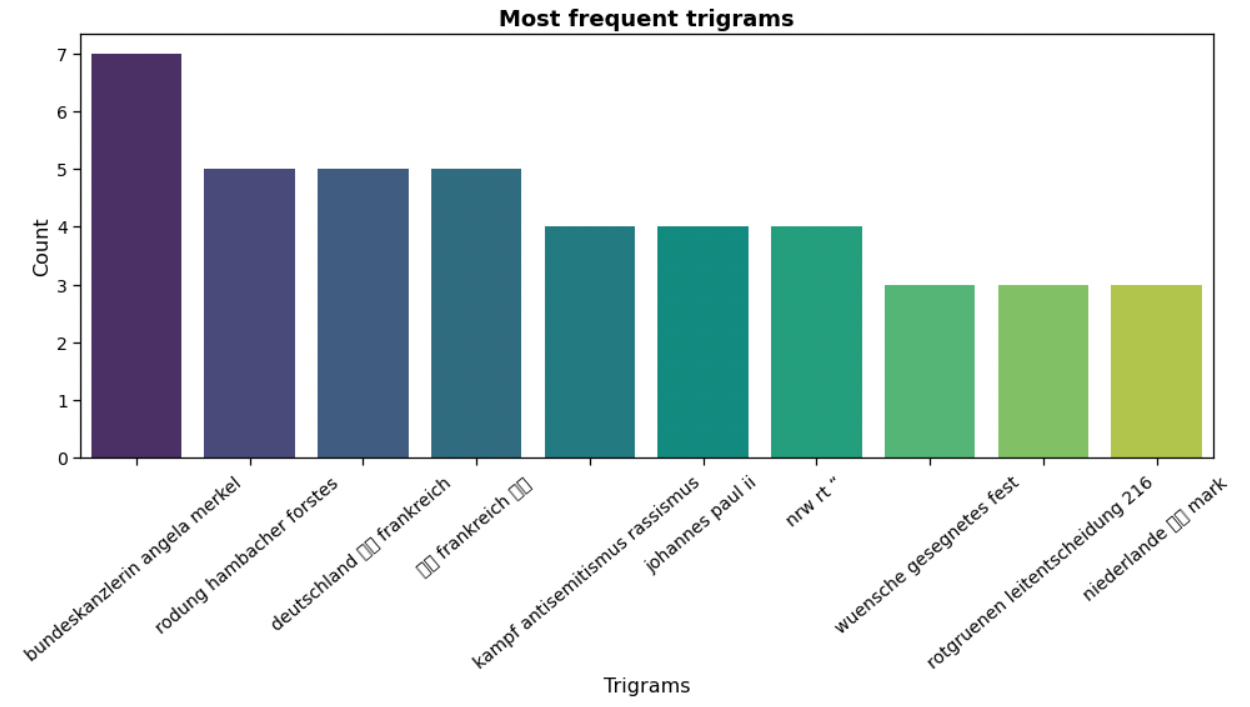 Most frequent trigrams
7
6
5
4
3
2
1
0
Count
bundeskanzlerin angela merkel
rodung hambacher forstes
deutschland frankreich
frankreich
kampf antisemitismus rassismus
johannes paul ii
nrw rt “
wuensche gesegnetes fest
rotgruenen leitentscheidung 216
niederlande mark
Trigrams